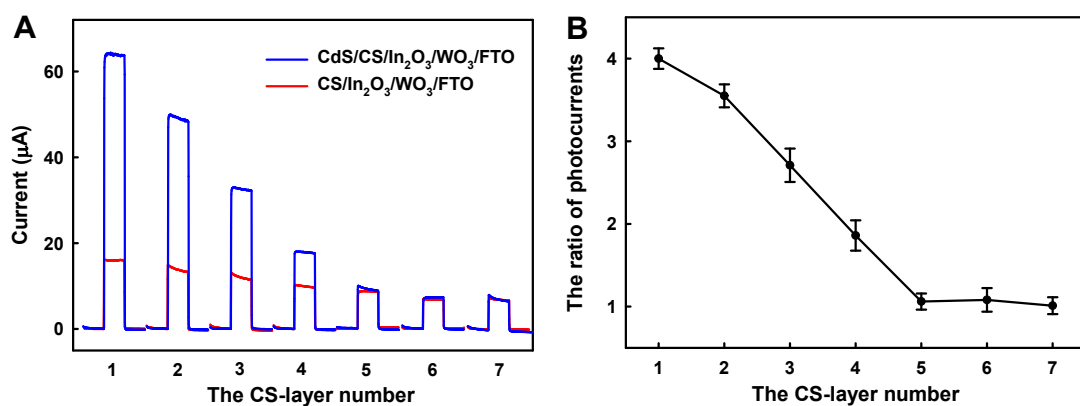 A
CdS/CS/In₂O₃/WO₃/FTO
CS/In₂O₃/WO₃/FTO
Current (μA)
60
40
20
0
1 2 3 4 5 6 7
The CS-layer number
B
The ratio of photocurrents
4
3
2
1
1 2 3 4 5 6 7
The CS-layer number